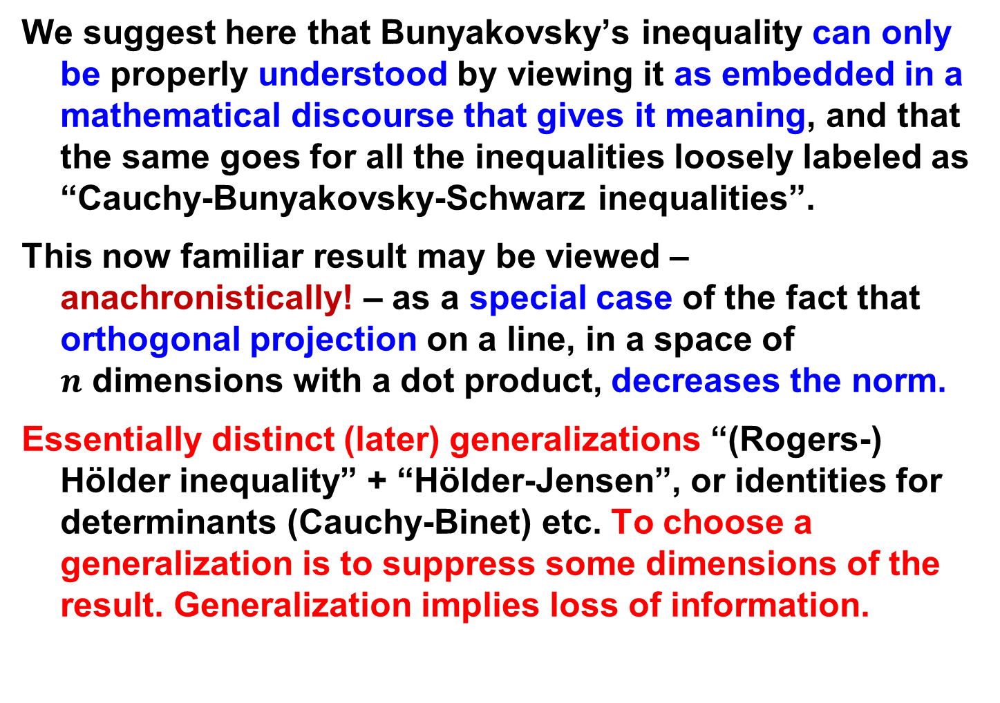 We suggest here that Bunyakovsky’s inequality can only
be properly understood by viewing it as embedded in a
mathematical discourse that gives it meaning, and that
the same goes for all the inequalities loosely labeled as
“Cauchy-Bunyakovsky-Schwarz inequalities”.
This now familiar result may be viewed –
anachronistically! – as a special case of the fact that
orthogonal projection on a line, in a space of
𝒏 dimensions with a dot product, decreases the norm.
Essentially distinct (later) generalizations “(Rogers-)
Hölder inequality” + “Hölder-Jensen”, or identities for
determinants (Cauchy-Binet) etc. To choose a
generalization is to suppress some dimensions of the
result. Generalization implies loss of information.